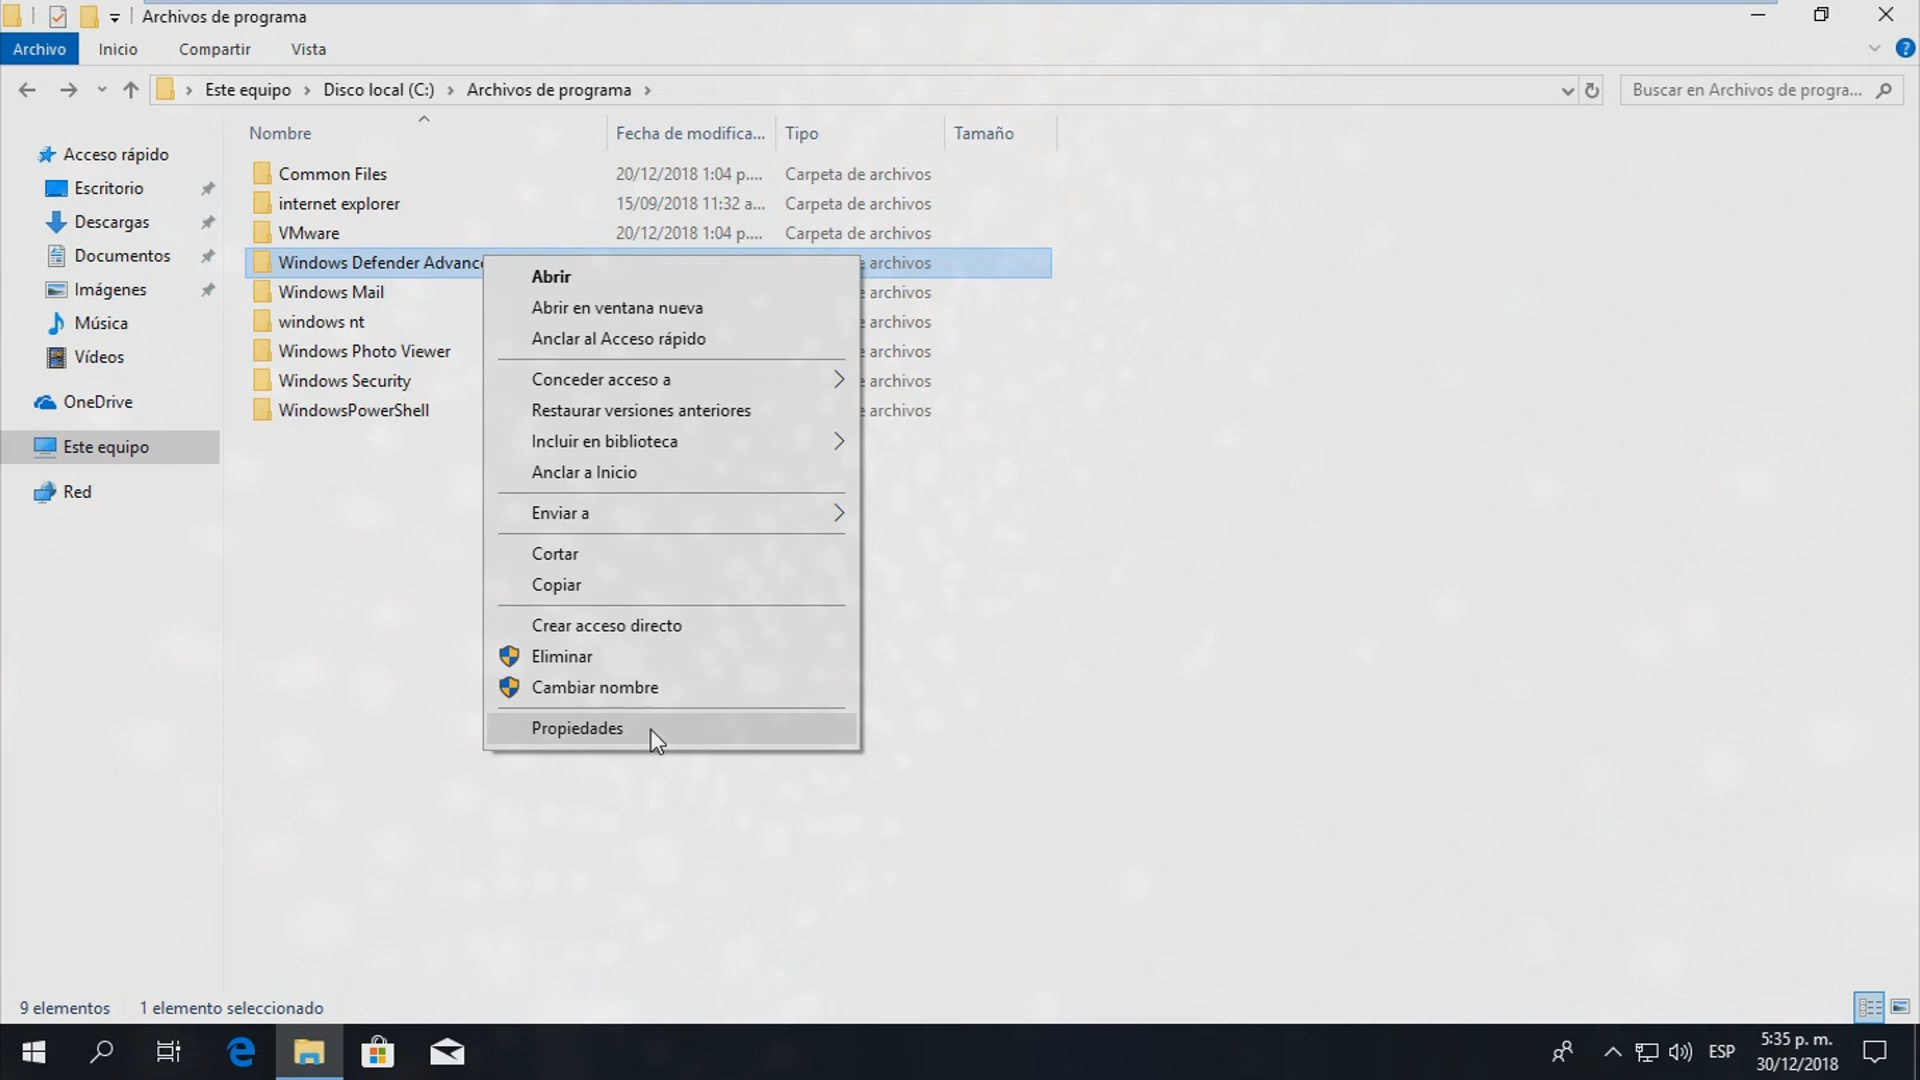 Archivos de programa
Archivo Inicio Compartir Vista
Este equipo Disco local (C:) Archivos de programa
Buscar en Archivos de progra...
Nombre Fecha de modifica... Tipo Tamaño
Acceso rápido
Escritorio
Descargas
Documentos
Imágenes
Música
Vídeos
OneDrive
Este equipo
Red
Common Files 20/12/2018 1:04 p.... Carpeta de archivos
internet explorer 15/09/2018 11:32 a... Carpeta de archivos
VMware 20/12/2018 1:04 p.... Carpeta de archivos
Windows Defender Advance archivos
Windows Mail archivos
windows nt archivos
Windows Photo Viewer archivos
Windows Security archivos
WindowsPowerShell archivos
Abrir
Abrir en ventana nueva
Anclar al Acceso rápido
Conceder acceso a
Restaurar versiones anteriores
Incluir en biblioteca
Anclar a Inicio
Enviar a
Cortar
Copiar
Crear acceso directo
Eliminar
Cambiar nombre
Propiedades
9 elementos 1 elemento seleccionado
ESP
5:35 p. m.
30/12/2018